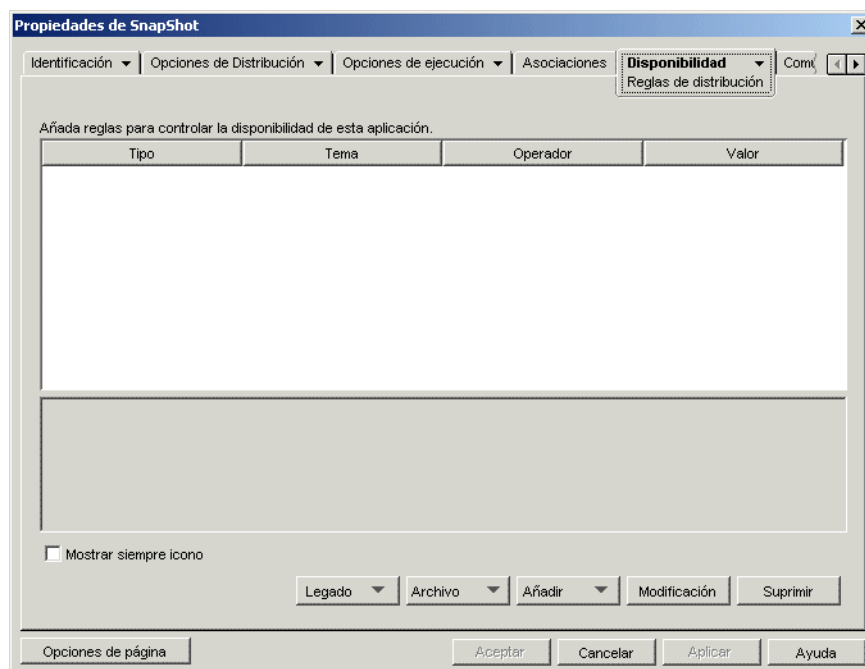 Propiedades de SnapShot
Identificación Opciones de Distribución Opciones de ejecución Asociaciones Disponibilidad
Reglas de distribución
Añada reglas para controlar la disponibilidad de esta aplicación.
Tipo Tema Operador Valor
Mostrar siempre icono
Legado Archivo Añadir Modificación Suprimir
Opciones de página Aceptar Cancelar Aplicar Ayuda